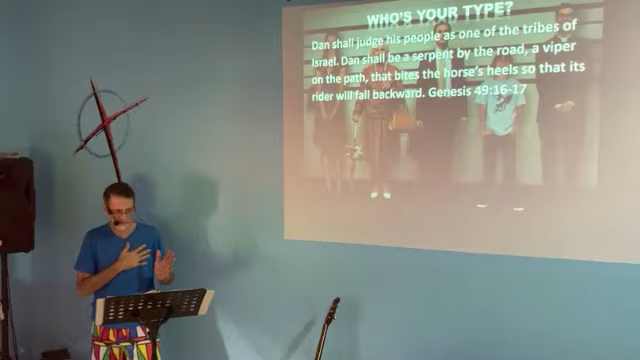 WHO'S YOUR TYPE?
Dan shall judge his people as one of the tribes of
Israel. Dan shall be a serpent by the road, a viper
on the path, that bites the horse's heels so that its
rider will fall backward. Genesis 49:16-17